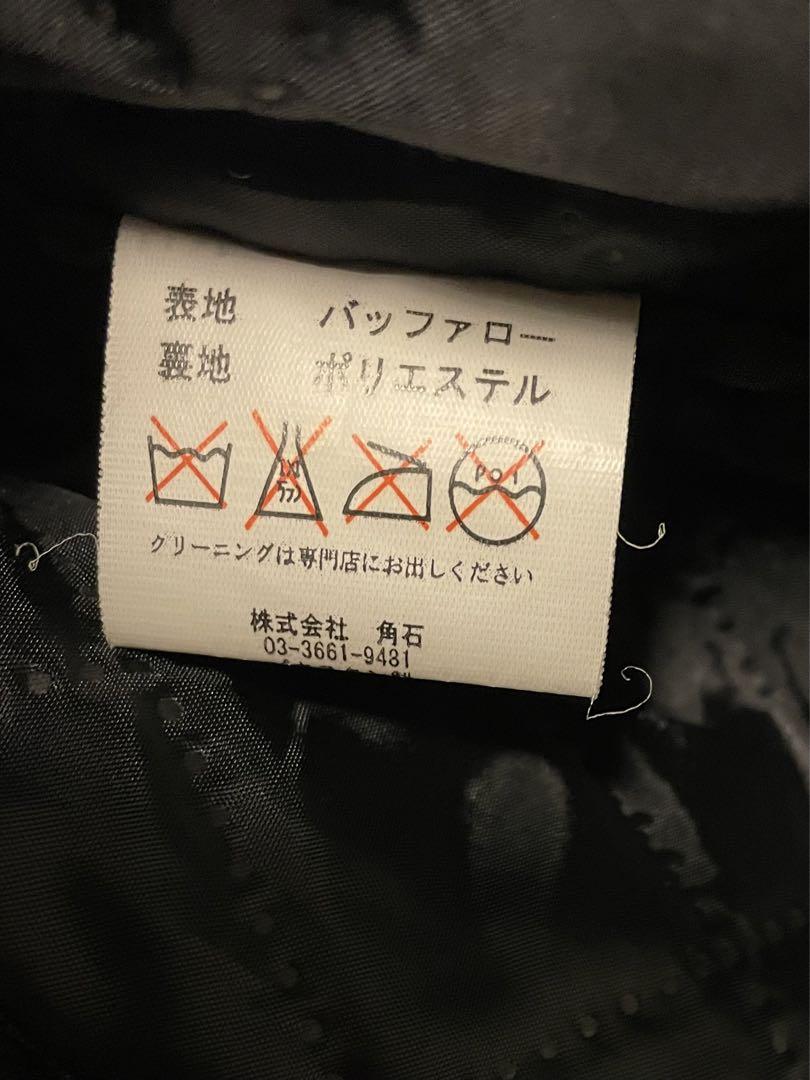 表地 バッファロー
裏地 ポリエステル
クリーニングは専門店にお出しください
株式会社 角石
03-3661-9481